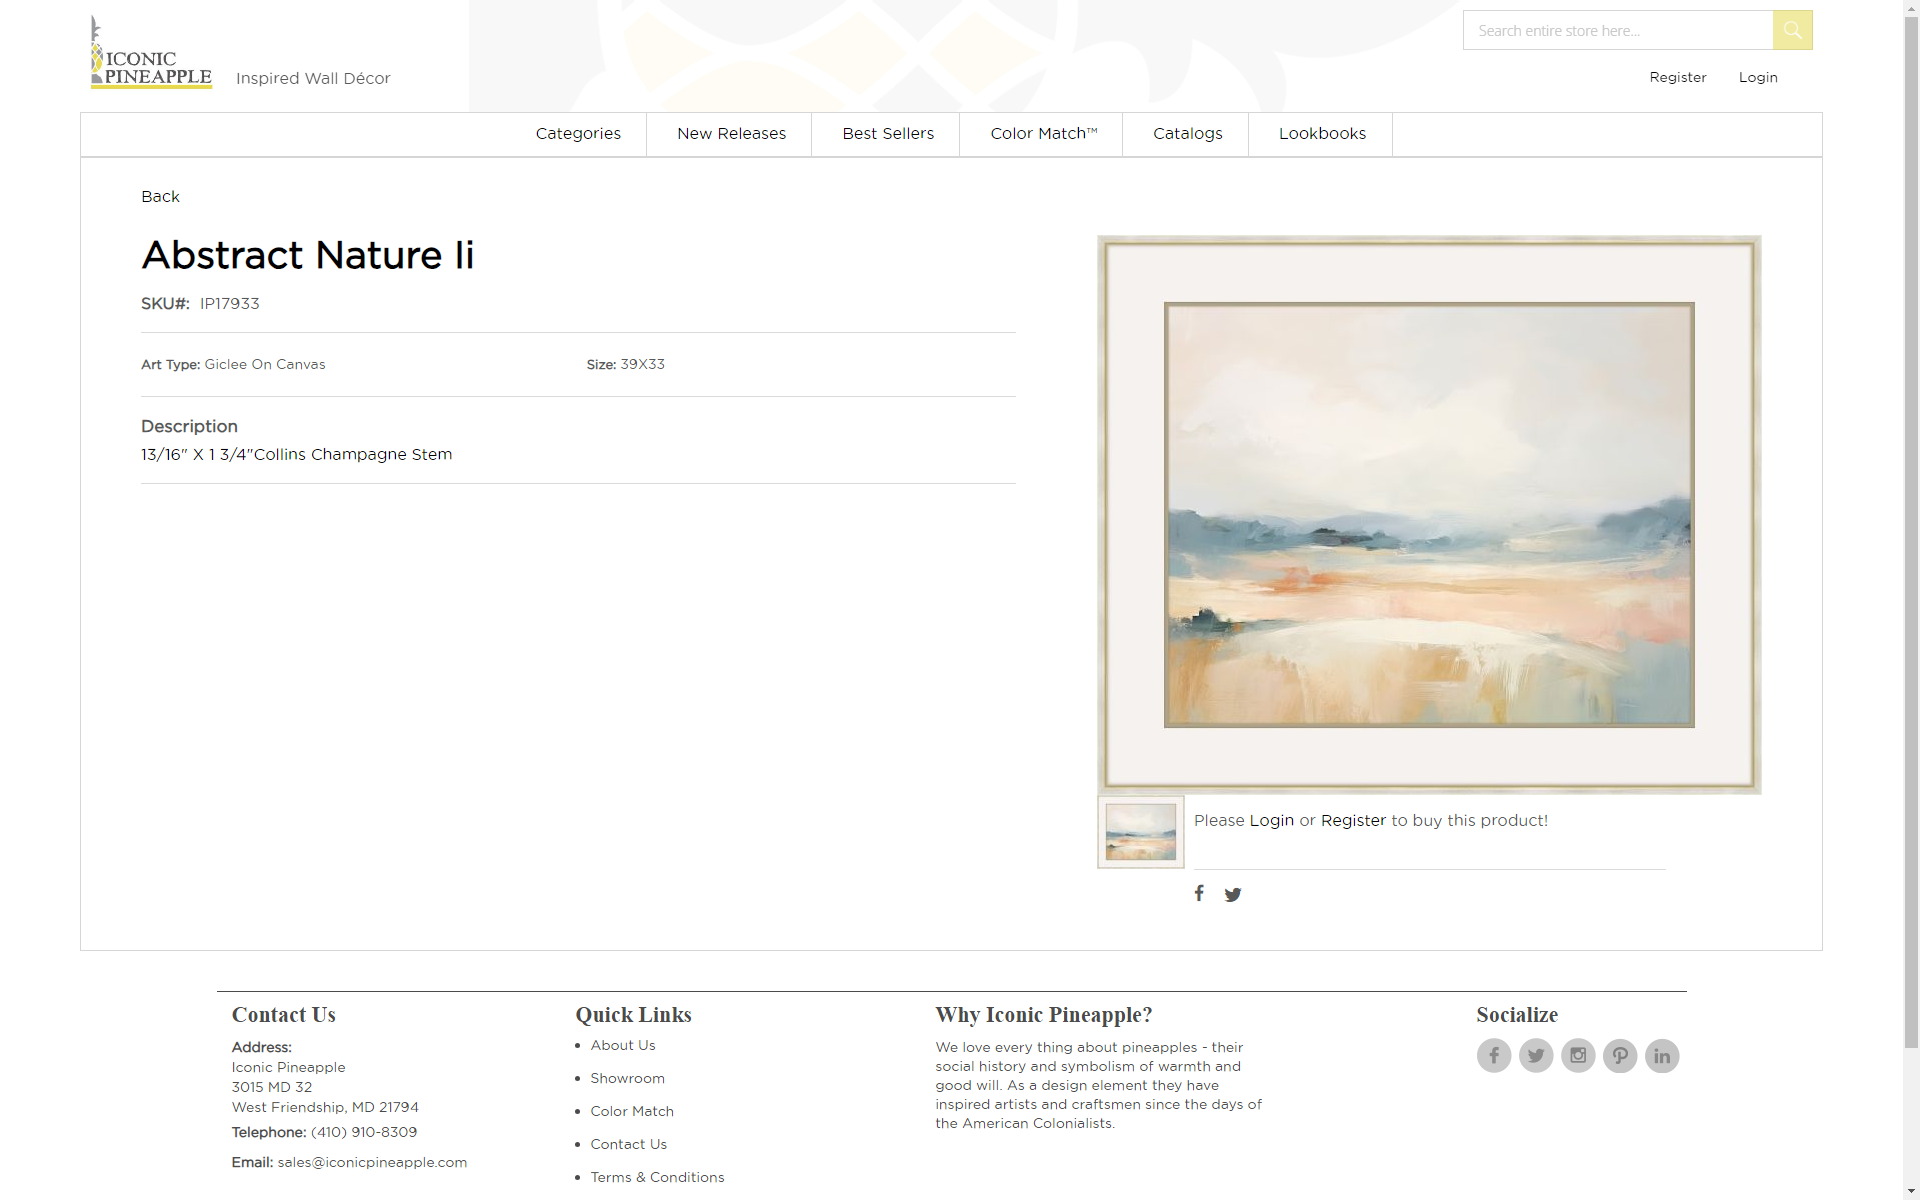 ICONIC
PINEAPPLE
Inspired Wall Décor
Search entire store here...
Register
Login
Categories
New Releases
Best Sellers
Color Match™
Catalogs
Lookbooks
Back
Abstract Nature Ii
SKU#: IP17933
Art Type: Giclee On Canvas
Size: 39X33
Description
13/16" X 1 3/4"Collins Champagne Stem
Please Login or Register to buy this product!
Contact Us
Address:
Iconic Pineapple
3015 MD 32
West Friendship, MD 21794
Telephone: (410) 910-8309
Email: sales@iconicpineapple.com
Quick Links
About Us
Showroom
Color Match
Contact Us
Terms & Conditions
Why Iconic Pineapple?
We love every thing about pineapples - their
social history and symbolism of warmth and
good will. As a design element they have
inspired artists and craftsmen since the days of
the American Colonialists.
Socialize